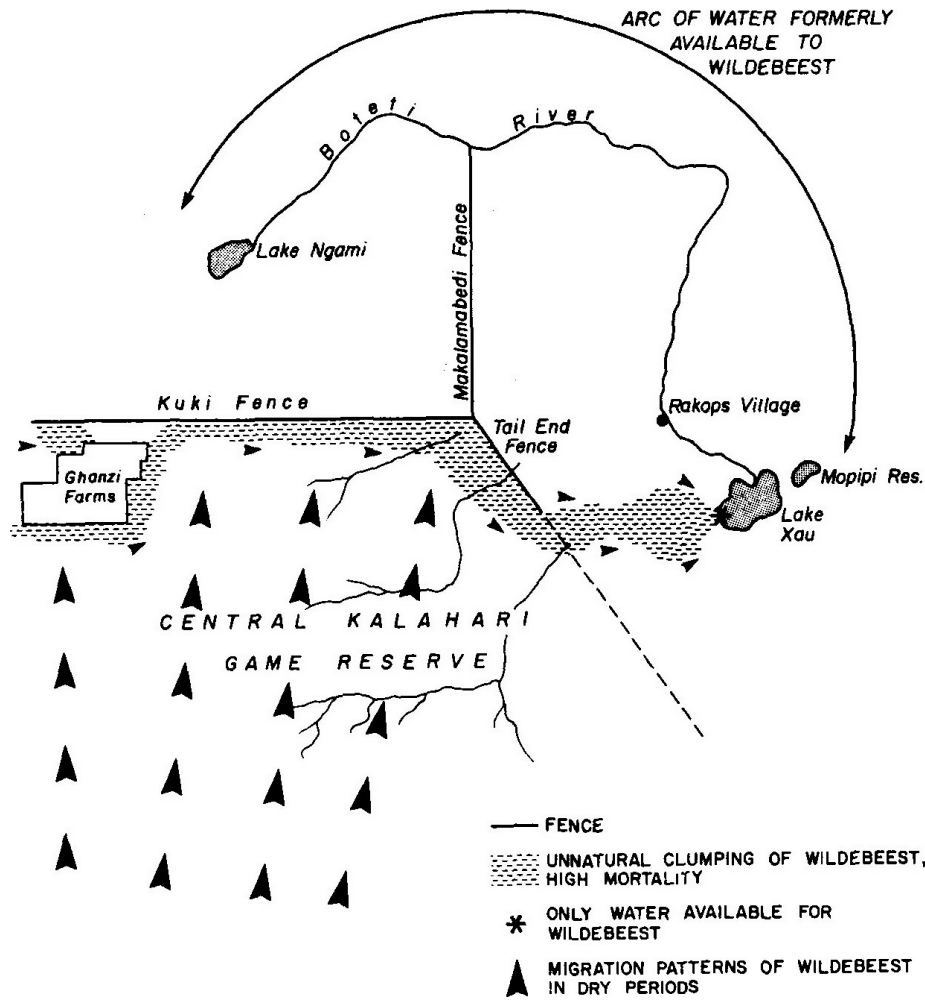 ARC OF WATER FORMERLY
AVAILABLE TO
WILDEBEEST
Boteti River
Lake Ngami
Makalamabedi Fence
Kuki Fence
Tail End
Fence
Rakops Village
Ghanzi
Farms
Mopipi Res.
Lake
Xau
CENTRAL KALAHARI
GAME RESERVE
FENCE
UNNATURAL CLUMPING OF WILDEBEEST,
HIGH MORTALITY
ONLY WATER AVAILABLE FOR
WILDEBEEST
MIGRATION PATTERNS OF WILDEBEEST
IN DRY PERIODS